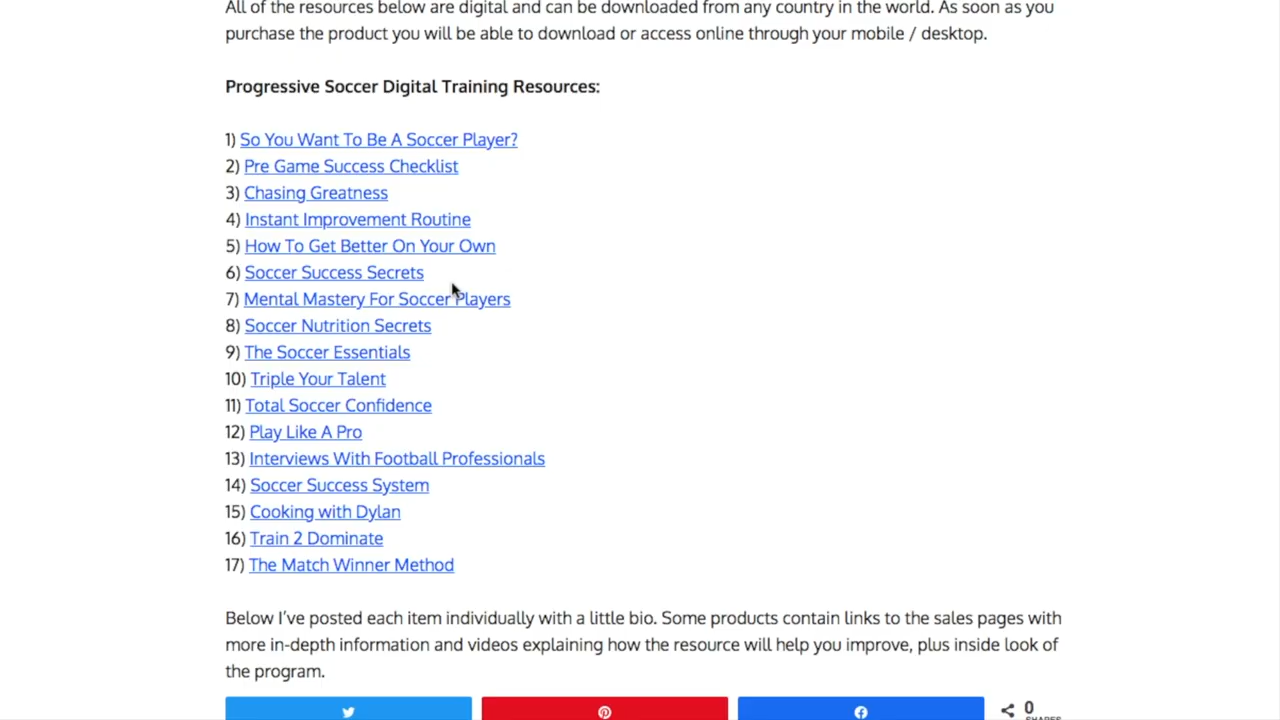 All of the resources below are digital and can be downloaded from any country in the world. As soon as you
purchase the product you will be able to download or access online through your mobile / desktop.
Progressive Soccer Digital Training Resources:
1) So You Want To Be A Soccer Player?
2) Pre Game Success Checklist
3) Chasing Greatness
4) Instant Improvement Routine
5) How To Get Better On Your Own
6) Soccer Success Secrets
7) Mental Mastery For Soccer Players
8) Soccer Nutrition Secrets
9) The Soccer Essentials
10) Triple Your Talent
11) Total Soccer Confidence
12) Play Like A Pro
13) Interviews With Football Professionals
14) Soccer Success System
15) Cooking with Dylan
16) Train 2 Dominate
17) The Match Winner Method
Below I’ve posted each item individually with a little bio. Some products contain links to the sales pages with
more in-depth information and videos explaining how the resource will help you improve, plus inside look of
the program.
0
SHARES